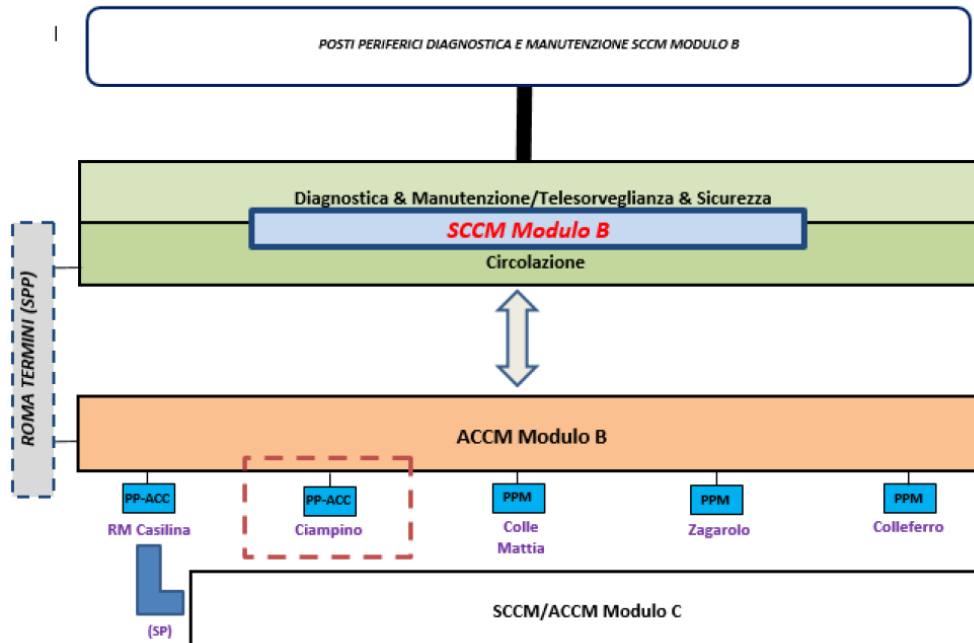 POSTI PERIFERICI DIAGNOSTICA E MANUTENZIONE SCCM MODULO B
Diagnostica & Manutenzione/Telesorveglianza & Sicurezza
SCCM Modulo B
Circolazione
ROMA TERMINI (SPP)
ACCM Modulo B
PP-ACC
PP-ACC
PPM
PPM
PPM
RM Casilina
Ciampino
Colle
Mattia
Zagarolo
Colleferro
SCCM/ACCM Modulo C
(SP)